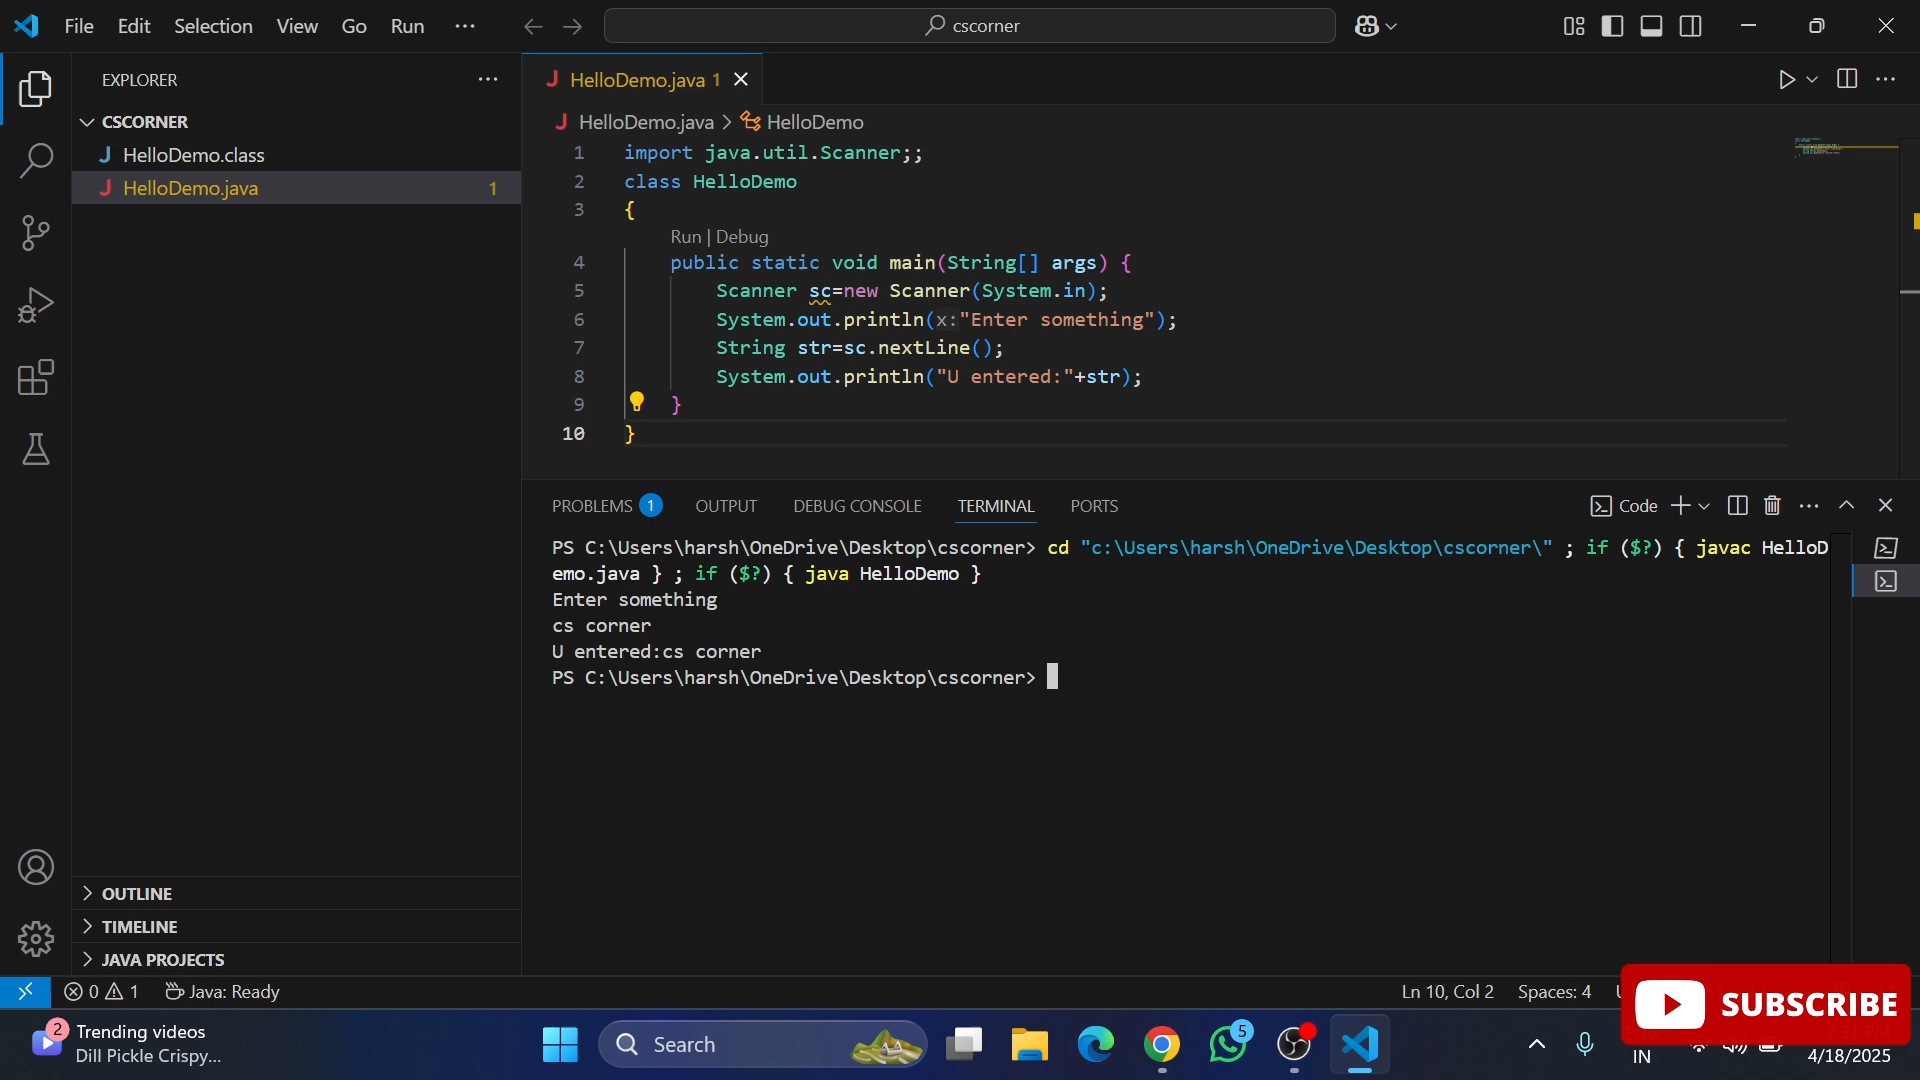 File Edit Selection View Go Run ···
cscorner
EXPLORER
CSCORNER
HelloDemo.class
HelloDemo.java 1
HelloDemo.java 1
HelloDemo.java > HelloDemo
1 import java.util.Scanner;;
2 class HelloDemo
3 {
Run | Debug
4 public static void main(String[] args) {
5 Scanner sc=new Scanner(System.in);
6 System.out.println(x:"Enter something");
7 String str=sc.nextLine();
8 System.out.println("U entered:"+str);
9 }
10 }
PROBLEMS 1 OUTPUT DEBUG CONSOLE TERMINAL PORTS
Code
PS C:\Users\harsh\OneDrive\Desktop\cscorner> cd "c:\Users\harsh\OneDrive\Desktop\cscorner\" ; if ($?) { javac HelloD
emo.java } ; if ($?) { java HelloDemo }
Enter something
cs corner
U entered:cs corner
PS C:\Users\harsh\OneDrive\Desktop\cscorner>
OUTLINE
TIMELINE
JAVA PROJECTS
0 1 Java: Ready
Ln 10, Col 2 Spaces: 4
SUBSCRIBE
2
Trending videos
Dill Pickle Crispy...
Search
5
IN
4/18/2025